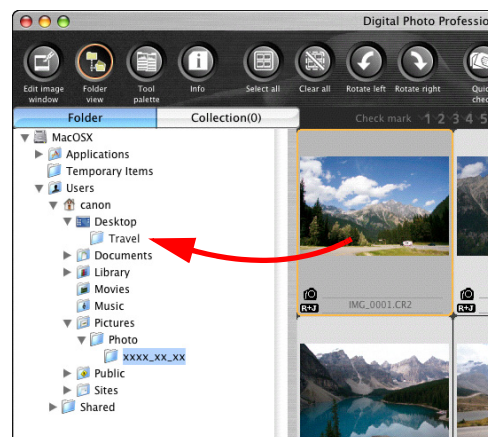 Digital Photo Professio
Edit image window
Folder view
Tool palette
Info
Select all
Clear all
Rotate left
Rotate right
Quic
chec
Folder
Collection(0)
Check mark 1 2 3 4 5
MacOSX
Applications
Temporary Items
Users
canon
Desktop
Travel
Documents
Library
Movies
Music
Pictures
Photo
xxxx_xx_xx
Public
Sites
Shared
R+J
IMG_0001.CR2
R+J